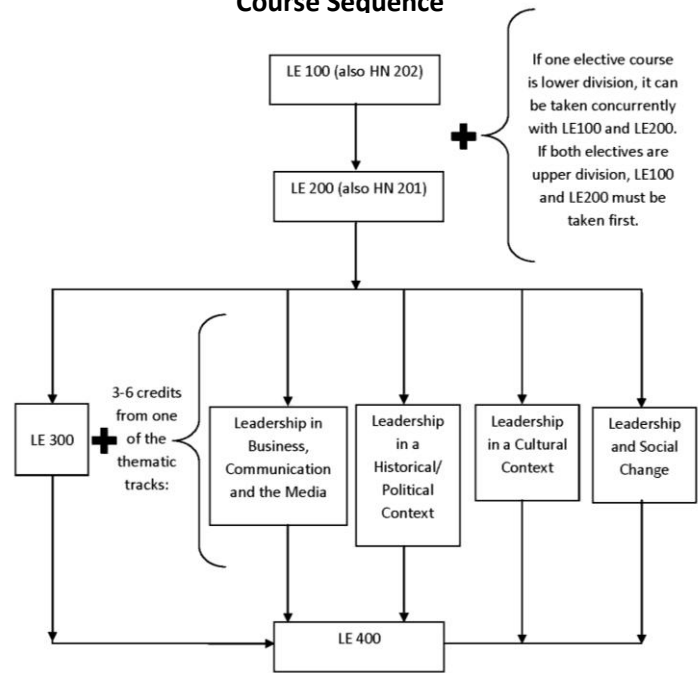 Course Sequence
LE 100 (also HN 202)
If one elective course
is lower division, it can
be taken concurrently
with LE100 and LE200.
If both electives are
upper division, LE100
and LE200 must be
taken first.
LE 200 (also HN 201)
LE 300
3-6 credits
from one
of the
thematic
tracks:
Leadership in
Business,
Communication
and the Media
Leadership
in a
Historical/
Political
Context
Leadership
in a Cultural
Context
Leadership
and Social
Change
LE 400